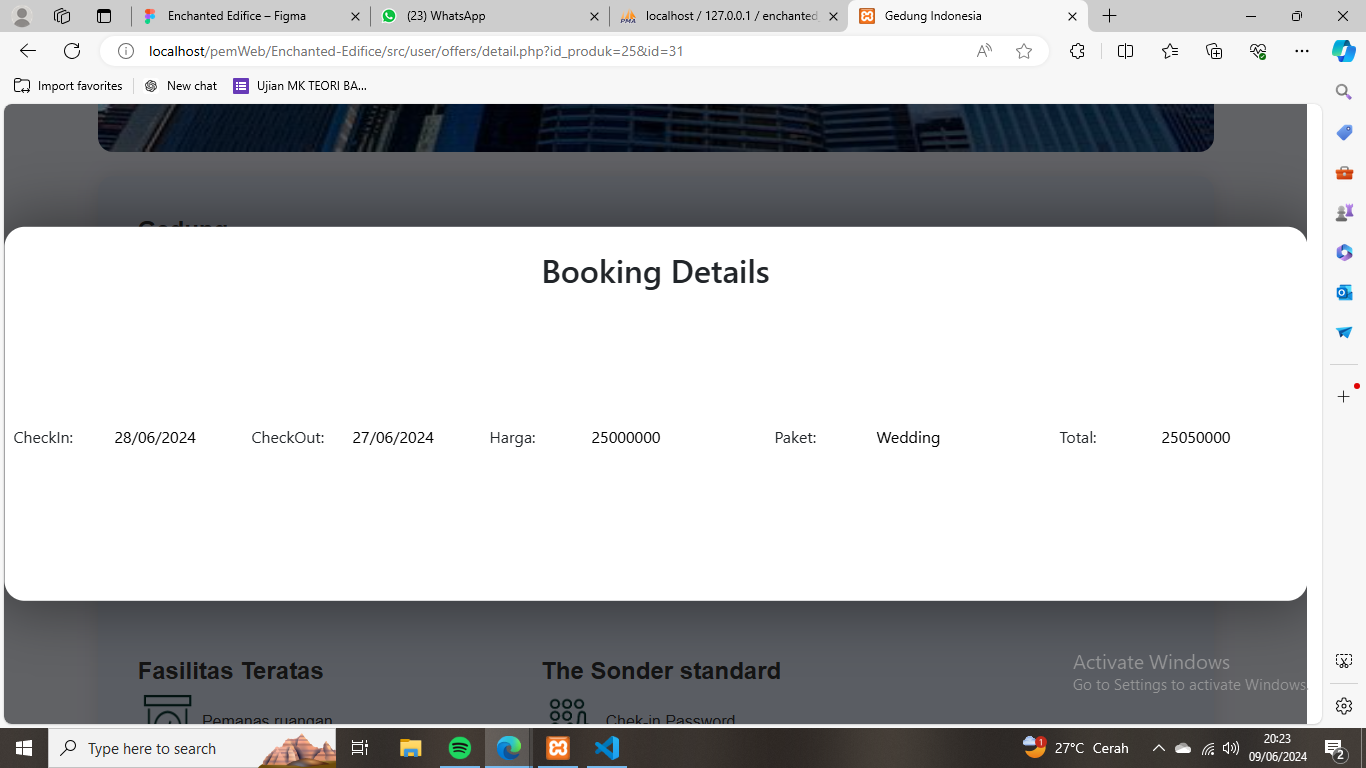 Enchanted Edifice – Figma
(23) WhatsApp
localhost / 127.0.0.1 / enchanted
Gedung Indonesia
localhost/pemWeb/Enchanted-Edifice/src/user/offers/detail.php?id_produk=25&id=31
Import favorites
New chat
Ujian MK TEORI BA...
Gedung
Booking Details
CheckIn: 28/06/2024 CheckOut: 27/06/2024 Harga: 25000000 Paket: Wedding Total: 25050000
Fasilitas Teratas
The Sonder standard
Pemanas ruangan
Chek-in Password
Activate Windows
Go to Settings to activate Windows.
Type here to search
1
27°C Cerah
20:23
09/06/2024
2